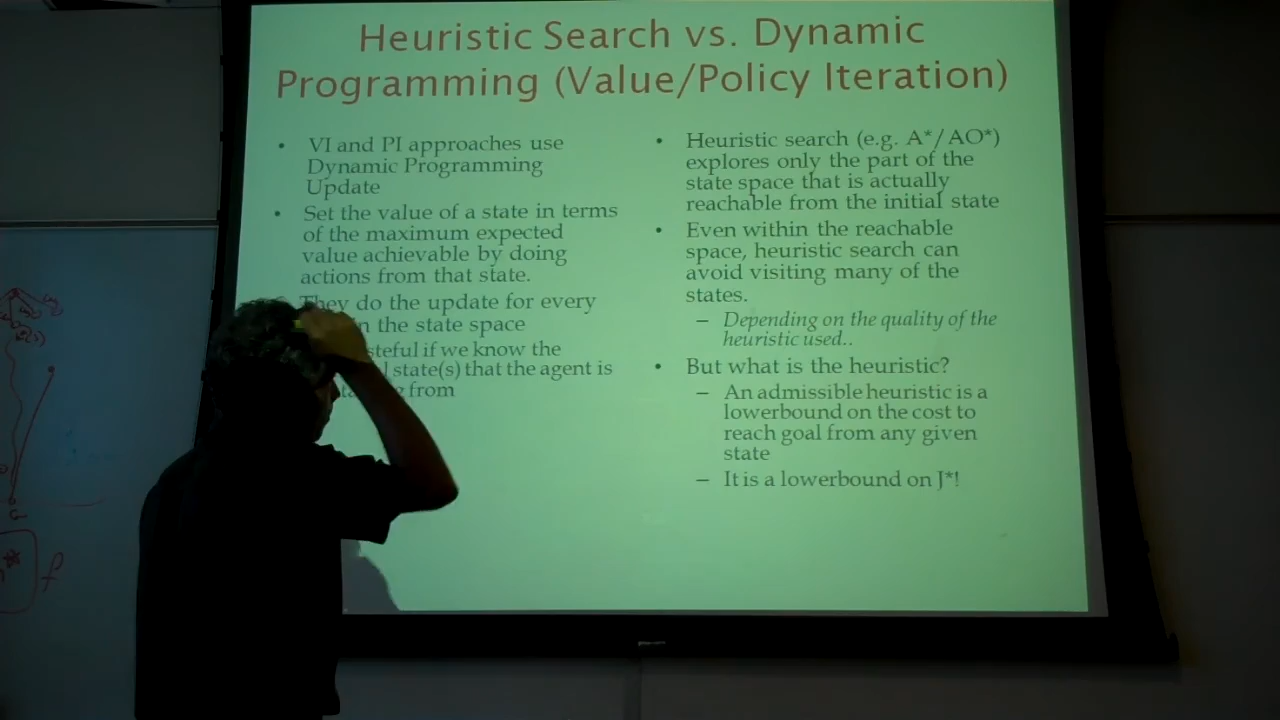 Heuristic Search vs. Dynamic
Programming (Value/Policy Iteration)
• VI and PI approaches use
Dynamic Programming
Update
• Set the value of a state in terms
of the maximum expected
value achievable by doing
actions from that state.
They do the update for every
in the state space
if we know the
state(s) that the agent is
from
• Heuristic search (e.g. A*/AO*)
explores only the part of the
state space that is actually
reachable from the initial state
• Even within the reachable
space, heuristic search can
avoid visiting many of the
states.
– Depending on the quality of the
heuristic used..
• But what is the heuristic?
– An admissible heuristic is a
lowerbound on the cost to
reach goal from any given
state
– It is a lowerbound on J*!